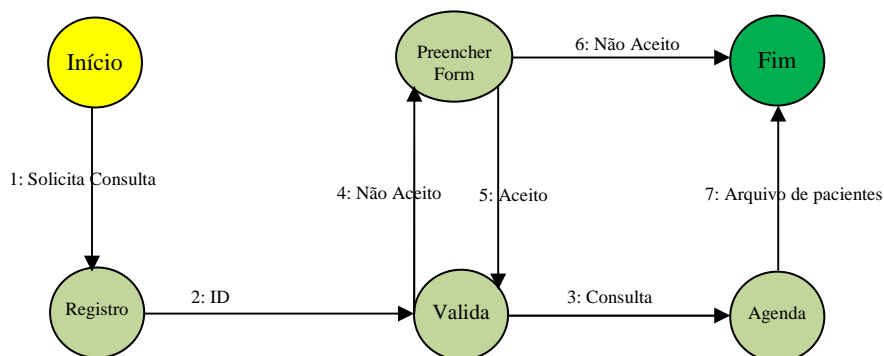 Início
Preencher
Form
6: Não Aceito
Fim
1: Solicita Consulta
4: Não Aceito
5: Aceito
7: Arquivo de pacientes
Registro
2: ID
Valida
3: Consulta
Agenda